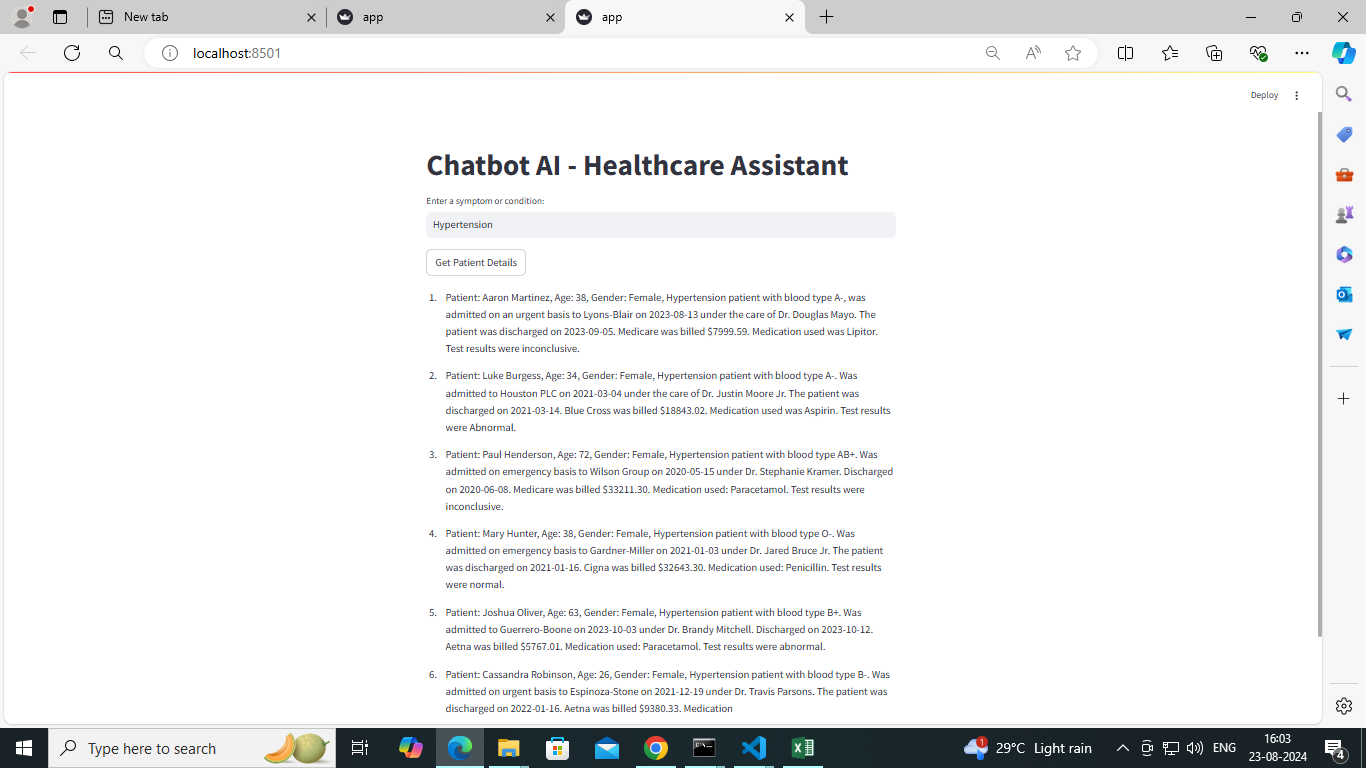 New tab
app
app
localhost:8501
Deploy
Chatbot AI - Healthcare Assistant
Enter a symptom or condition:
Hypertension
Get Patient Details
1. Patient: Aaron Martinez, Age: 38, Gender: Female, Hypertension patient with blood type A-, was
admitted on an urgent basis to Lyons-Blair on 2023-08-13 under the care of Dr. Douglas Mayo. The
patient was discharged on 2023-09-05. Medicare was billed $7999.59. Medication used was Lipitor.
Test results were inconclusive.
2. Patient: Luke Burgess, Age: 34, Gender: Female, Hypertension patient with blood type A-. Was
admitted to Houston PLC on 2021-03-04 under the care of Dr. Justin Moore Jr. The patient was
discharged on 2021-03-14. Blue Cross was billed $18843.02. Medication used was Aspirin. Test results
were Abnormal.
3. Patient: Paul Henderson, Age: 72, Gender: Female, Hypertension patient with blood type AB+. Was
admitted on emergency basis to Wilson Group on 2020-05-15 under Dr. Stephanie Kramer. Discharged
on 2020-06-08. Medicare was billed $33211.30. Medication used: Paracetamol. Test results were
inconclusive.
4. Patient: Mary Hunter, Age: 38, Gender: Female, Hypertension patient with blood type O-. Was
admitted on emergency basis to Gardner-Miller on 2021-01-03 under Dr. Jared Bruce Jr. The patient
was discharged on 2021-01-16. Cigna was billed $32643.30. Medication used: Penicillin. Test results
were normal.
5. Patient: Joshua Oliver, Age: 63, Gender: Female, Hypertension patient with blood type B+. Was
admitted to Guerrero-Boone on 2023-10-03 under Dr. Brandy Mitchell. Discharged on 2023-10-12.
Aetna was billed $5767.01. Medication used: Paracetamol. Test results were abnormal.
6. Patient: Cassandra Robinson, Age: 26, Gender: Female, Hypertension patient with blood type B-. Was
admitted on urgent basis to Espinoza-Stone on 2021-12-19 under Dr. Travis Parsons. The patient was
discharged on 2022-01-16. Aetna was billed $9380.33. Medication
Type here to search
1
29°C Light rain
ENG
16:03
23-08-2024
4